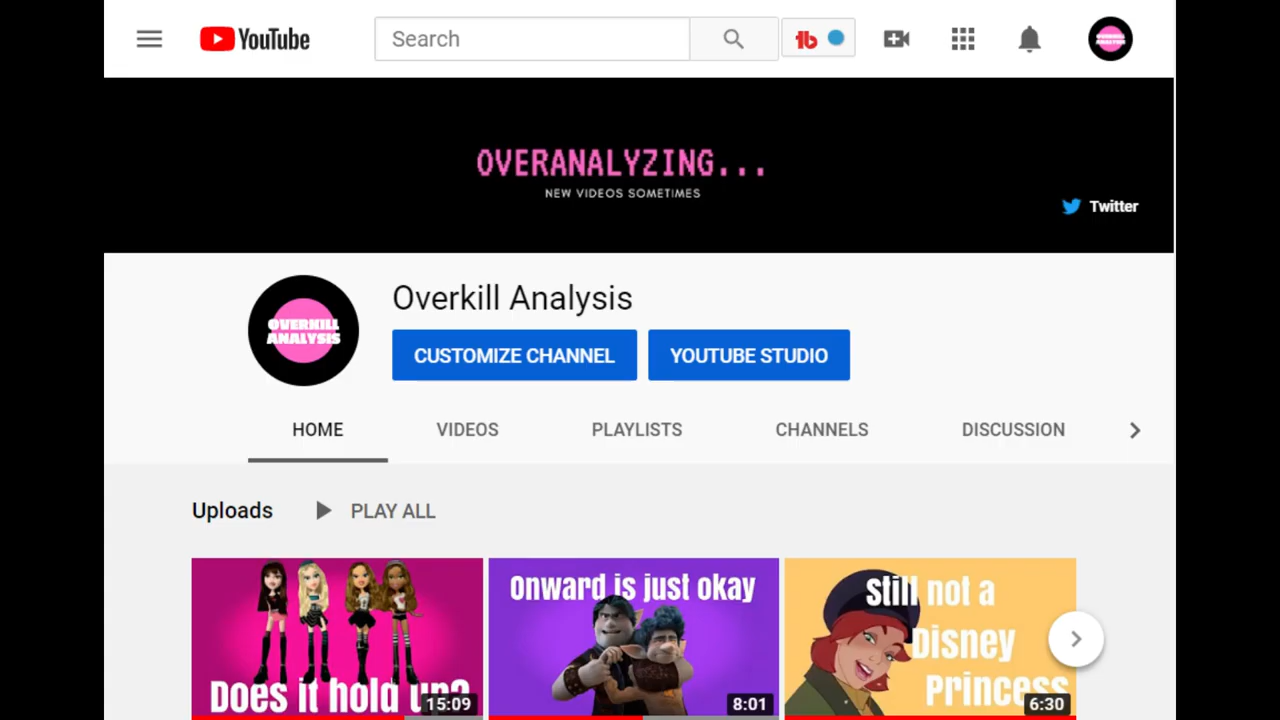 YouTube
Search
OVERANALYZING...
NEW VIDEOS SOMETIMES
Twitter
OVERKILL
ANALYSIS
Overkill Analysis
CUSTOMIZE CHANNEL
YOUTUBE STUDIO
HOME
VIDEOS
PLAYLISTS
CHANNELS
DISCUSSION
Uploads
PLAY ALL
Does it hold up?
15:09
Onward is just okay
8:01
Still not a
Disney
Princess
6:30